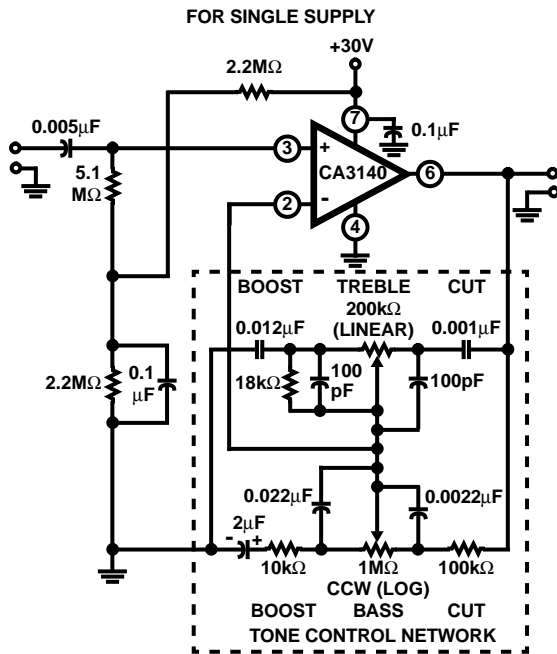 FOR SINGLE SUPPLY
+30V
2.2MΩ
0.005μF
7
0.1μF
3
+
CA3140
6
5.1
MΩ
2
-
4
BOOST TREBLE CUT
200kΩ
(LINEAR)
0.012μF
0.001μF
2.2MΩ
0.1
μF
18kΩ
100
pF
100pF
0.022μF
0.0022μF
- 2μF +
10kΩ
1MΩ
100kΩ
CCW (LOG)
BOOST BASS CUT
TONE CONTROL NETWORK